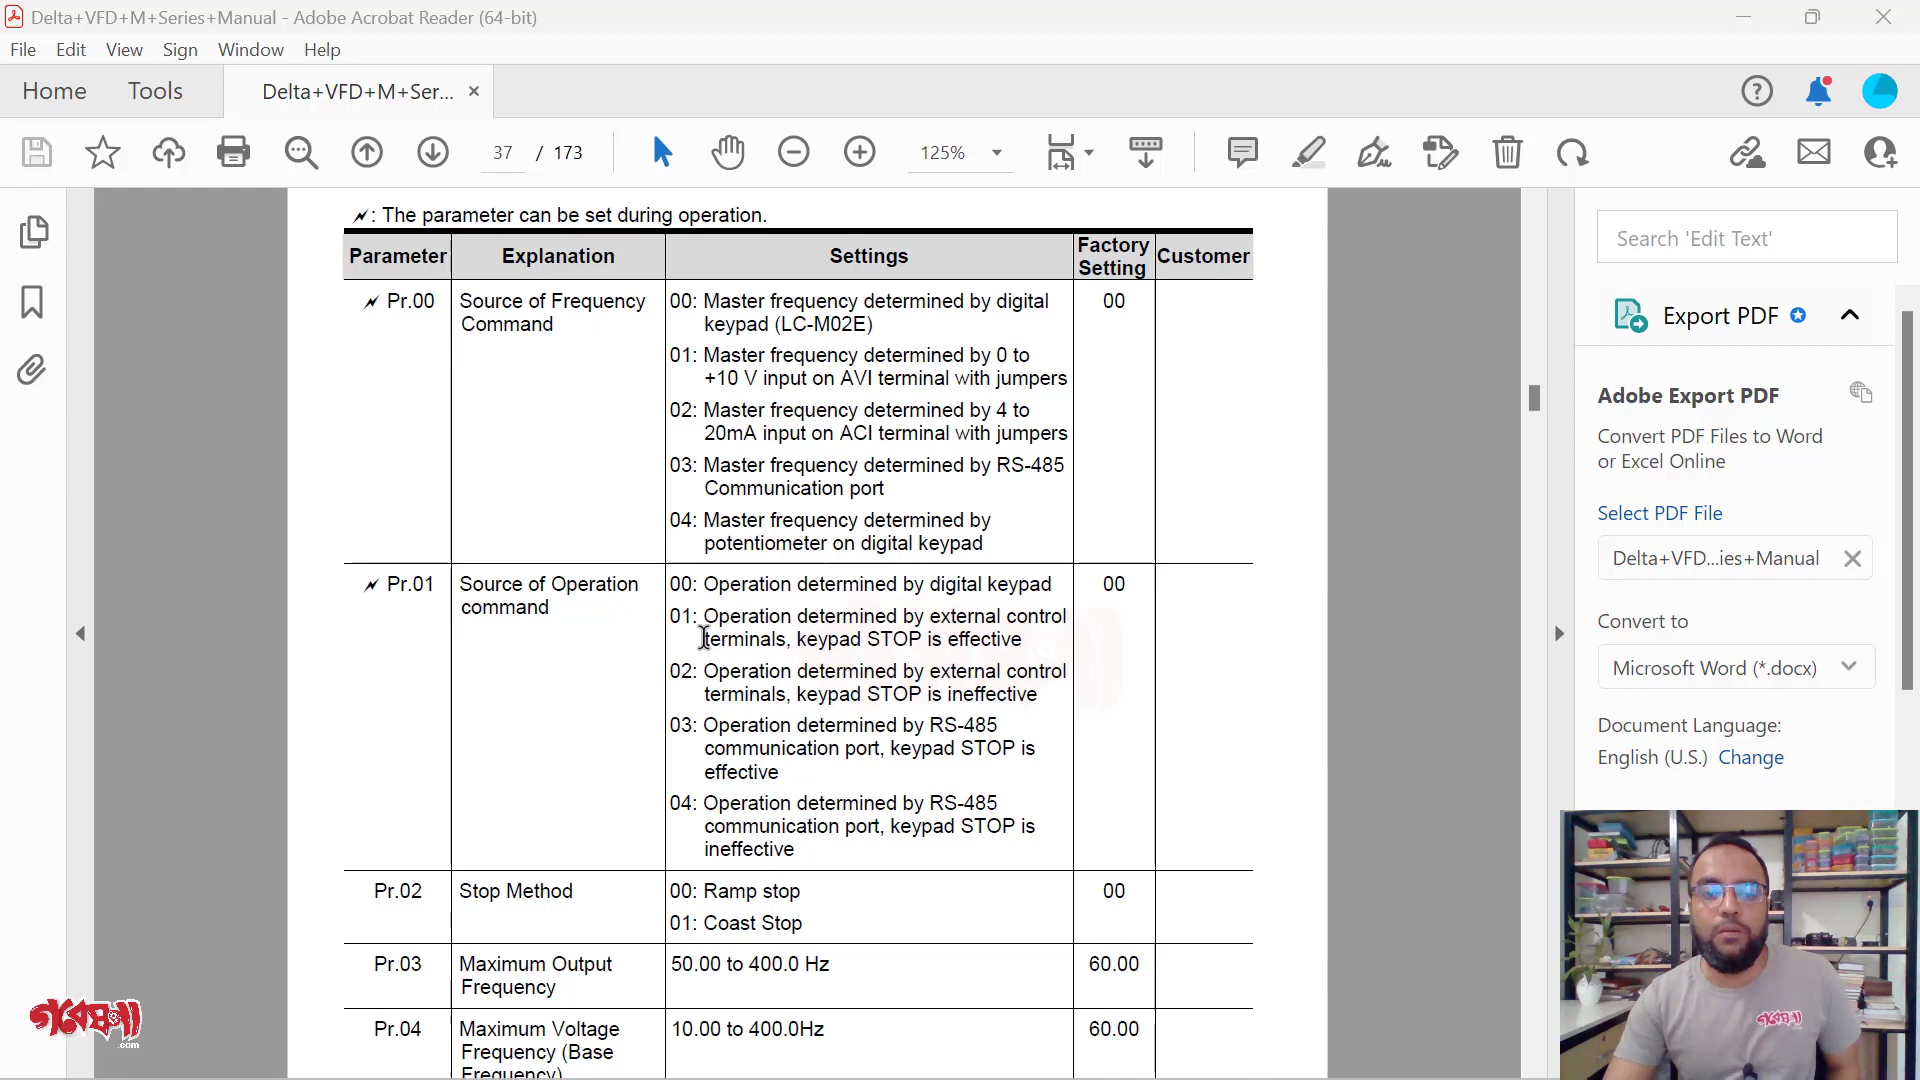 Delta+VFD+M+Series+Manual - Adobe Acrobat Reader (64-bit)
File Edit View Sign Window Help
Home Tools Delta+VFD+M+Ser... ×
37 / 173 125%
: The parameter can be set during operation.
Parameter Explanation Settings Factory Setting Customer
Pr.00 Source of Frequency Command 00: Master frequency determined by digital 00
keypad (LC-M02E)
01: Master frequency determined by 0 to
+10 V input on AVI terminal with jumpers
02: Master frequency determined by 4 to
20mA input on ACI terminal with jumpers
03: Master frequency determined by RS-485
Communication port
04: Master frequency determined by
potentiometer on digital keypad
Pr.01 Source of Operation command 00: Operation determined by digital keypad 00
01: Operation determined by external control
terminals, keypad STOP is effective
02: Operation determined by external control
terminals, keypad STOP is ineffective
03: Operation determined by RS-485
communication port, keypad STOP is
effective
04: Operation determined by RS-485
communication port, keypad STOP is
ineffective
Pr.02 Stop Method 00: Ramp stop 00
01: Coast Stop
Pr.03 Maximum Output Frequency 50.00 to 400.0 Hz 60.00
Pr.04 Maximum Voltage Frequency (Base Frequency) 10.00 to 400.0Hz 60.00
Search 'Edit Text'
Export PDF
Adobe Export PDF
Convert PDF Files to Word
or Excel Online
Select PDF File
Delta+VFD...ies+Manual
Convert to
Microsoft Word (*.docx)
Document Language:
English (U.S.) Change
গবেষণা
.com
গবেষণা